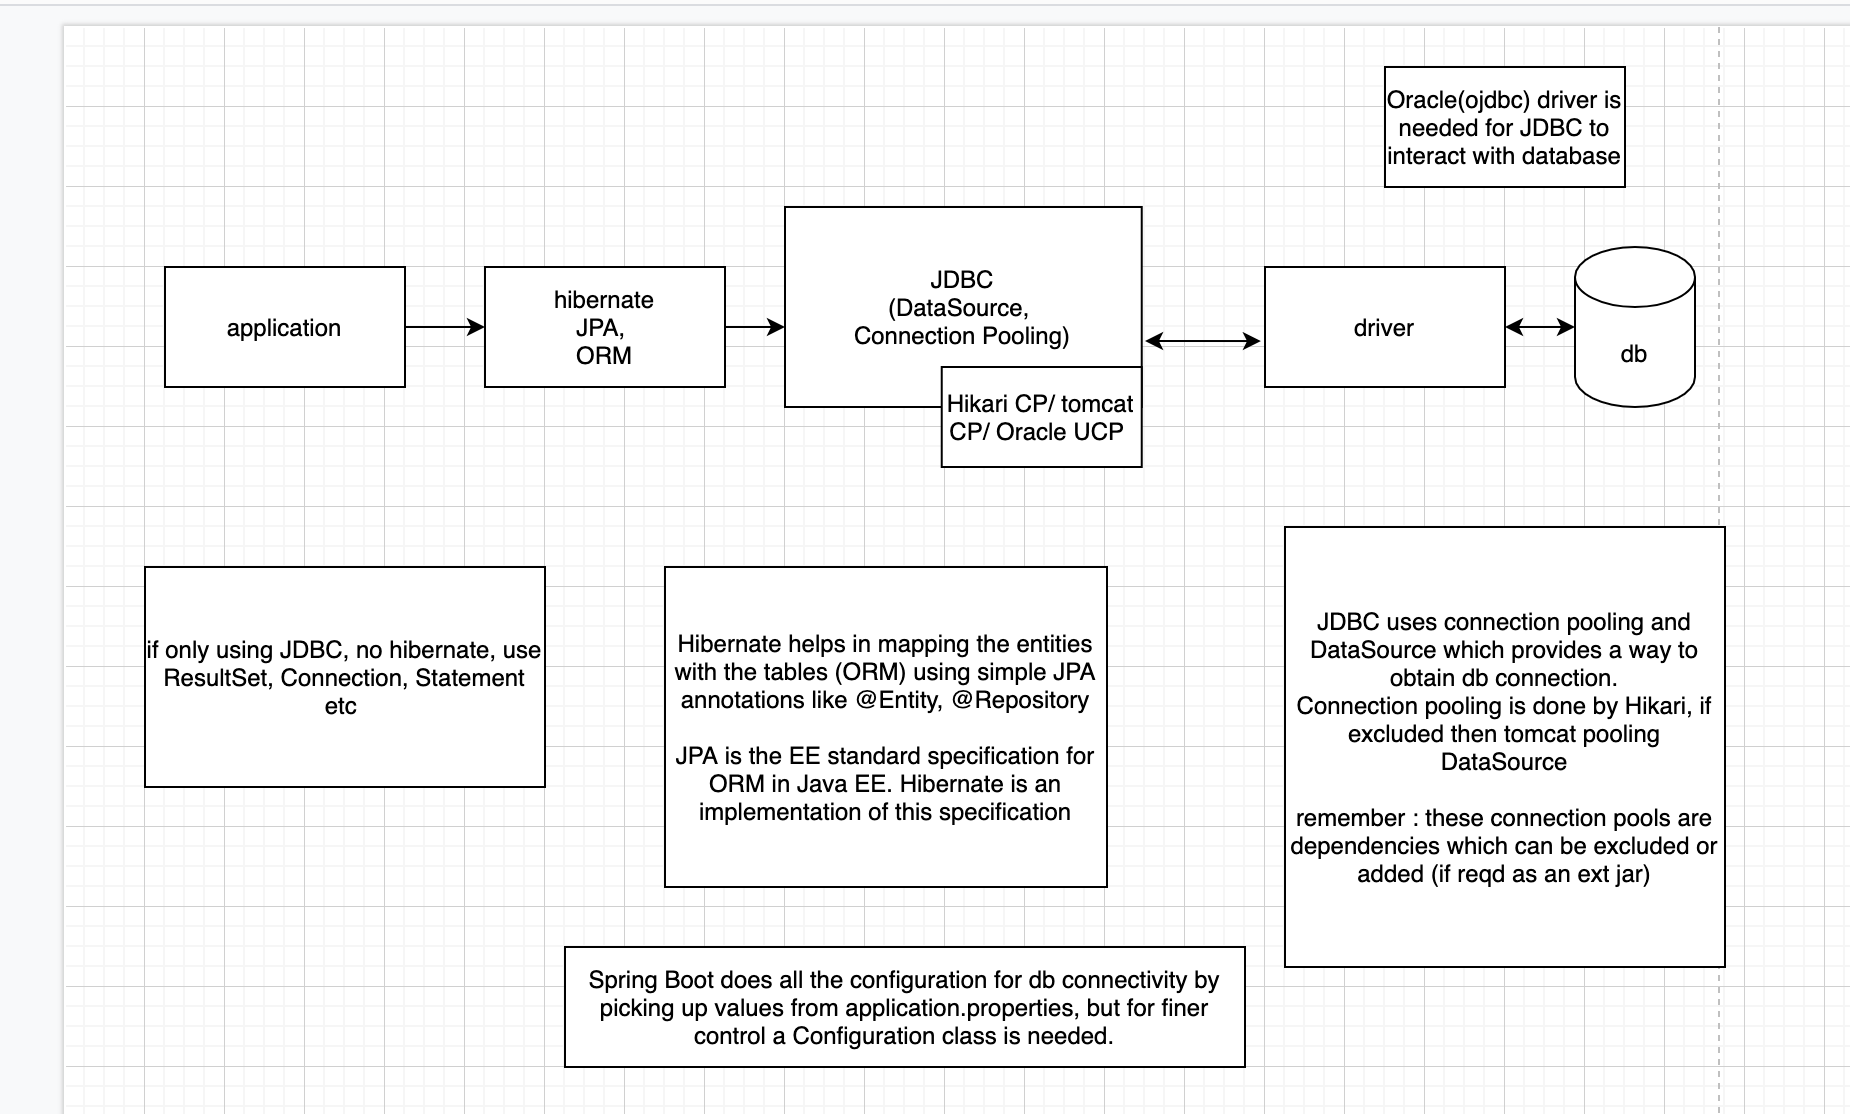 Oracle(ojdbc) driver is
needed for JDBC to
interact with database
application
hibernate
JPA,
ORM
JDBC
(DataSource,
Connection Pooling)
Hikari CP/ tomcat
CP/ Oracle UCP
driver
db
if only using JDBC, no hibernate, use
ResultSet, Connection, Statement
etc
Hibernate helps in mapping the entities
with the tables (ORM) using simple JPA
annotations like @Entity, @Repository
JPA is the EE standard specification for
ORM in Java EE. Hibernate is an
implementation of this specification
JDBC uses connection pooling and
DataSource which provides a way to
obtain db connection.
Connection pooling is done by Hikari, if
excluded then tomcat pooling
DataSource
remember : these connection pools are
dependencies which can be excluded or
added (if reqd as an ext jar)
Spring Boot does all the configuration for db connectivity by
picking up values from application.properties, but for finer
control a Configuration class is needed.